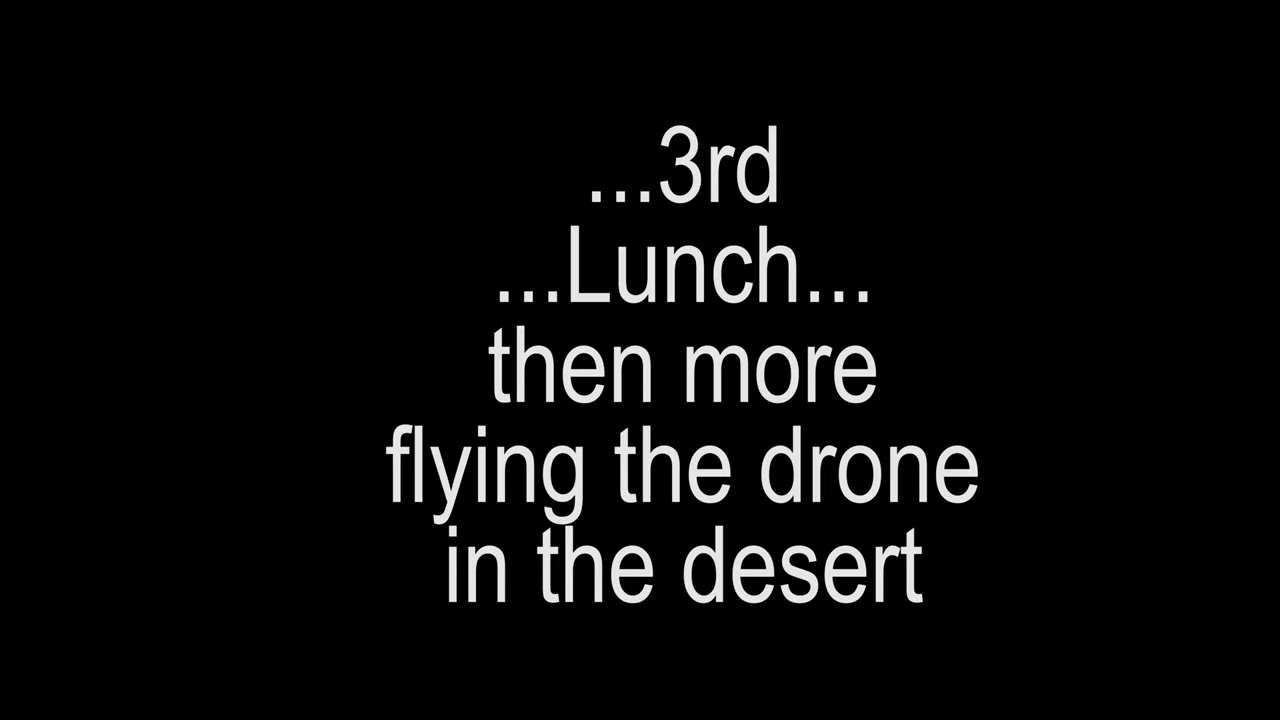 ...3rd
...Lunch...
then more
flying the drone
in the desert